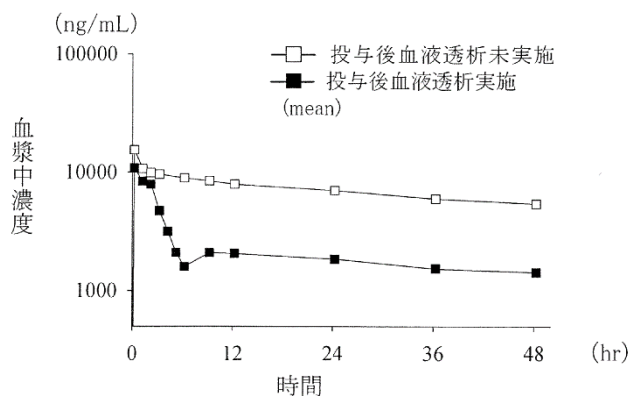 (ng/mL)
100000
10000
1000
血漿中濃度
投与後血液透析未実施
投与後血液透析実施
(mean)
0
12
24
36
48
(hr)
時間